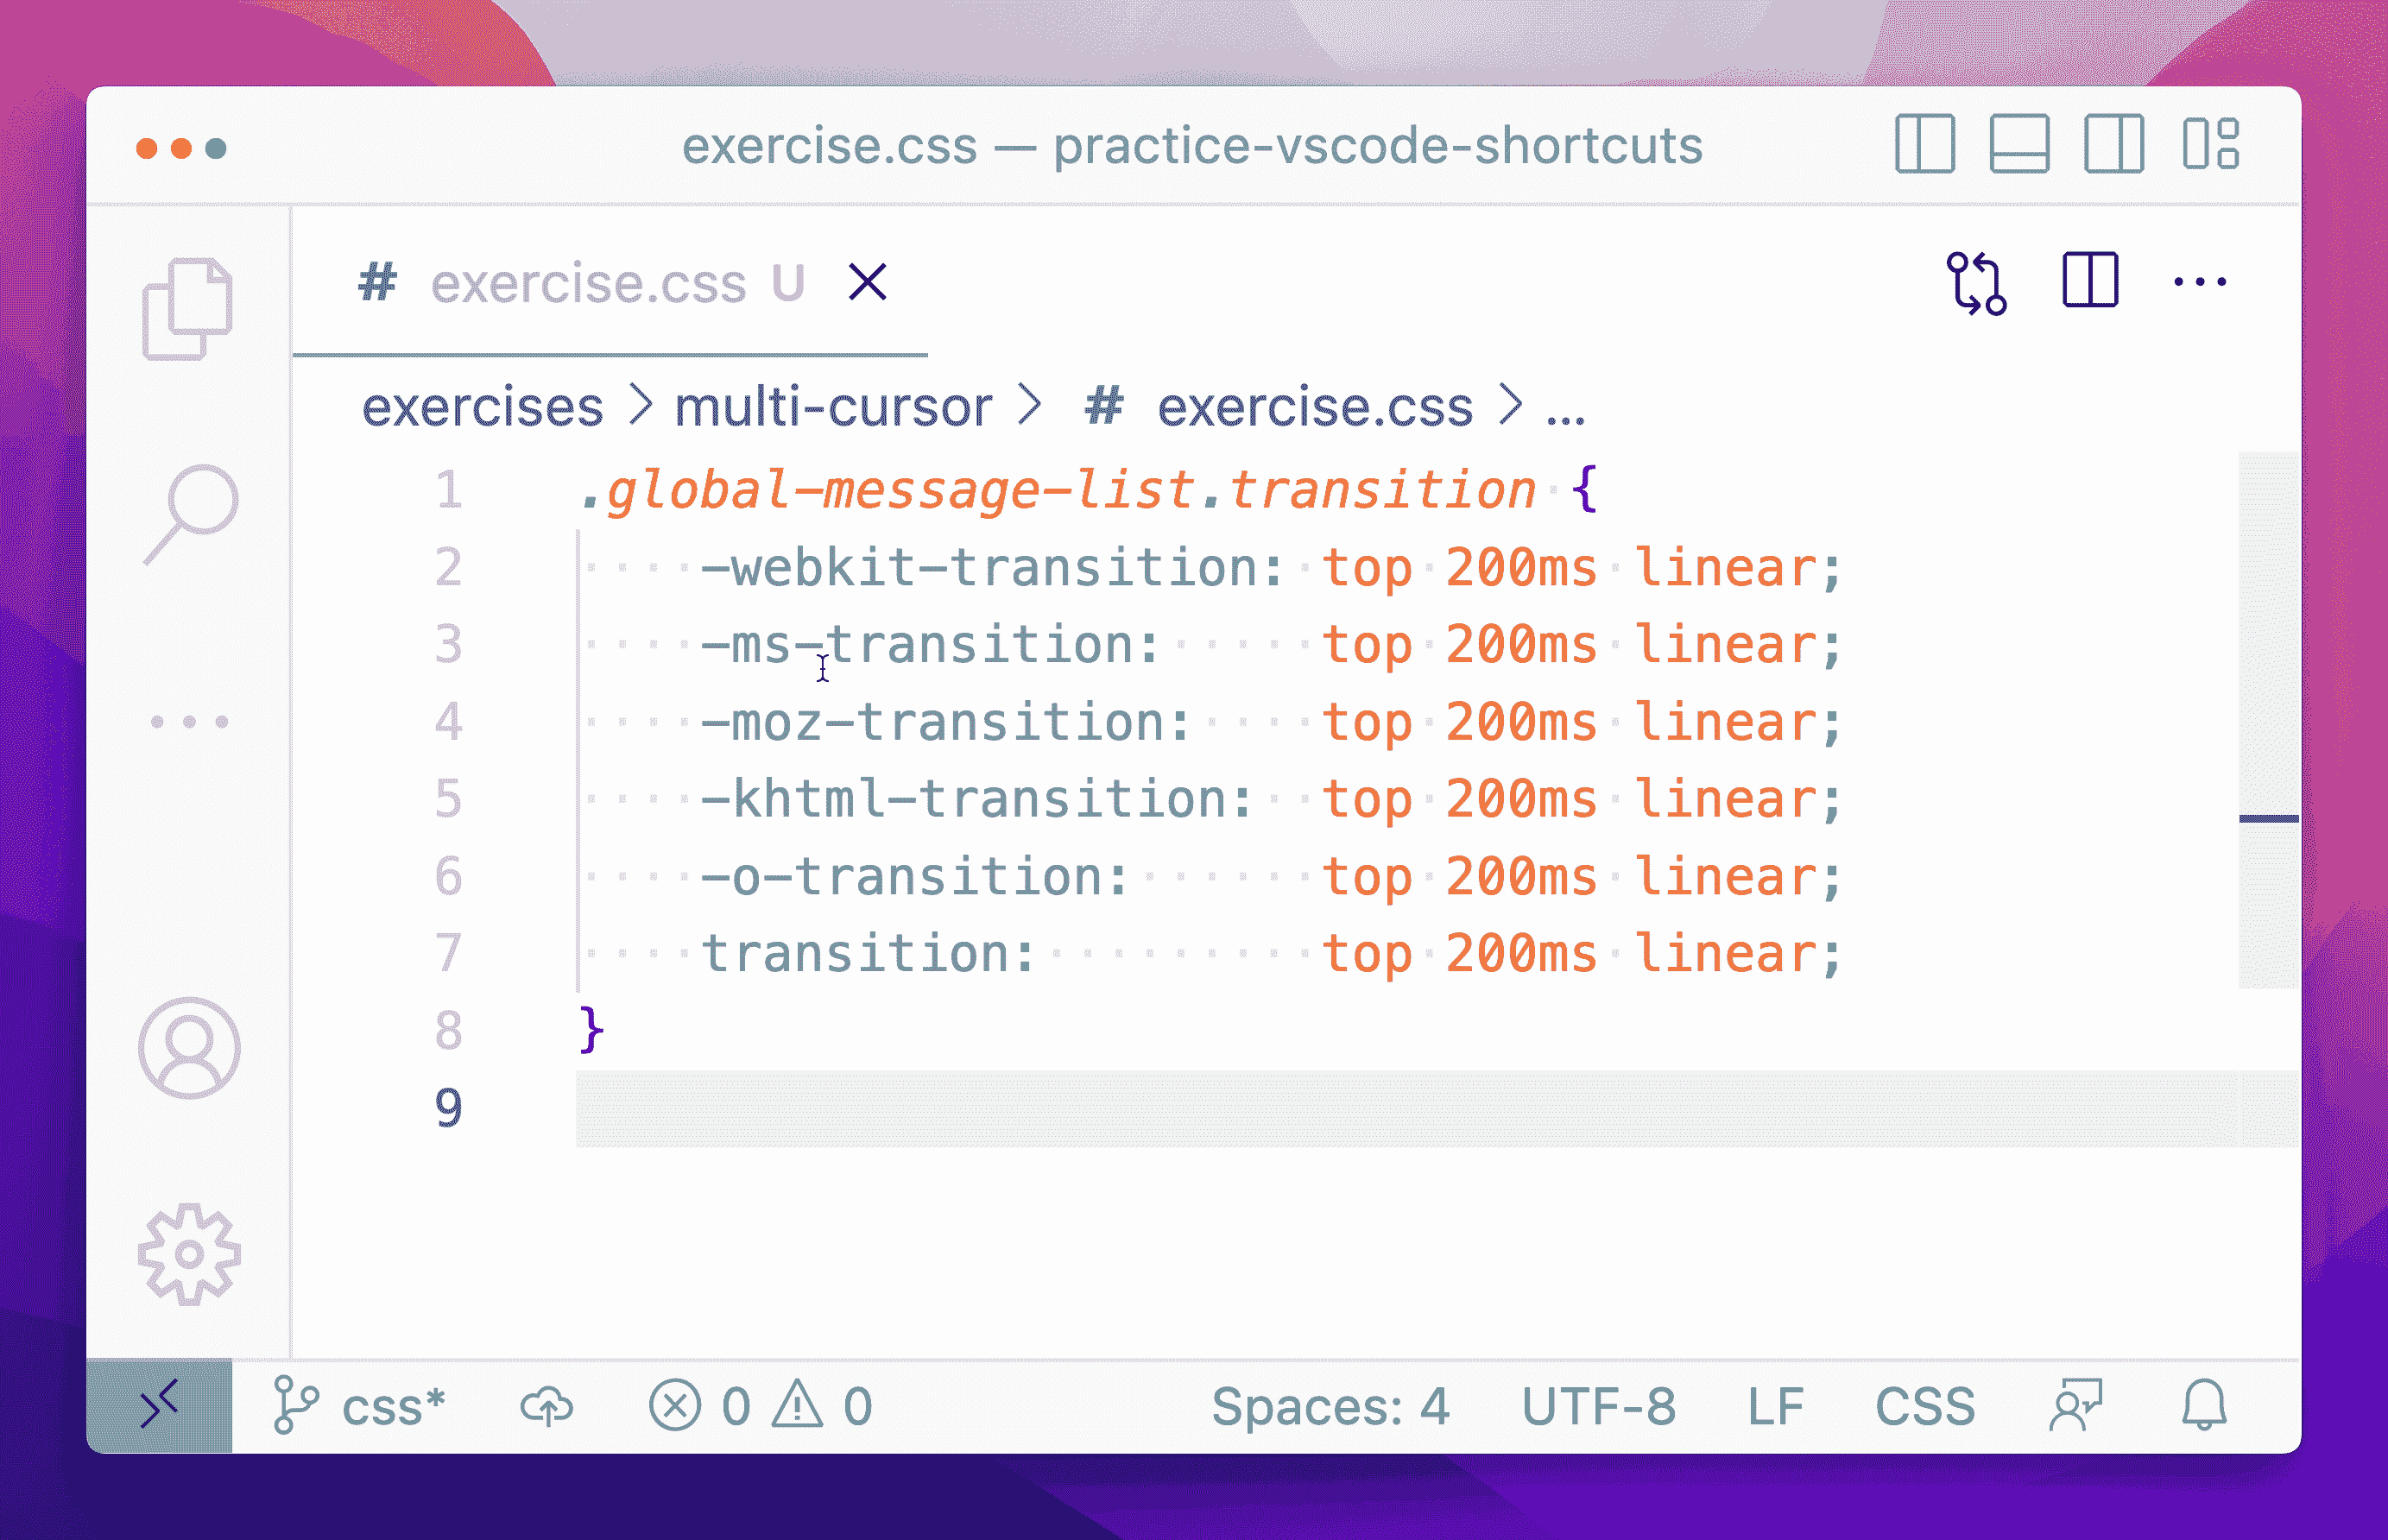 exercise.css — practice-vscode-shortcuts
# exercise.css U
exercises > multi-cursor > # exercise.css > ...
1 .global-message-list.transition {
2     -webkit-transition: top 200ms linear;
3     -ms-transition:     top 200ms linear;
4     -moz-transition:    top 200ms linear;
5     -khtml-transition:  top 200ms linear;
6     -o-transition:      top 200ms linear;
7     transition:         top 200ms linear;
8 }
9
css* 0 0 Spaces: 4 UTF-8 LF CSS